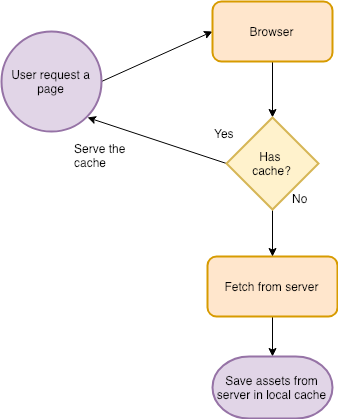 Browser
User request a
page
Yes
Serve the
cache
Has
cache?
No
Fetch from server
Save assets from
server in local cache